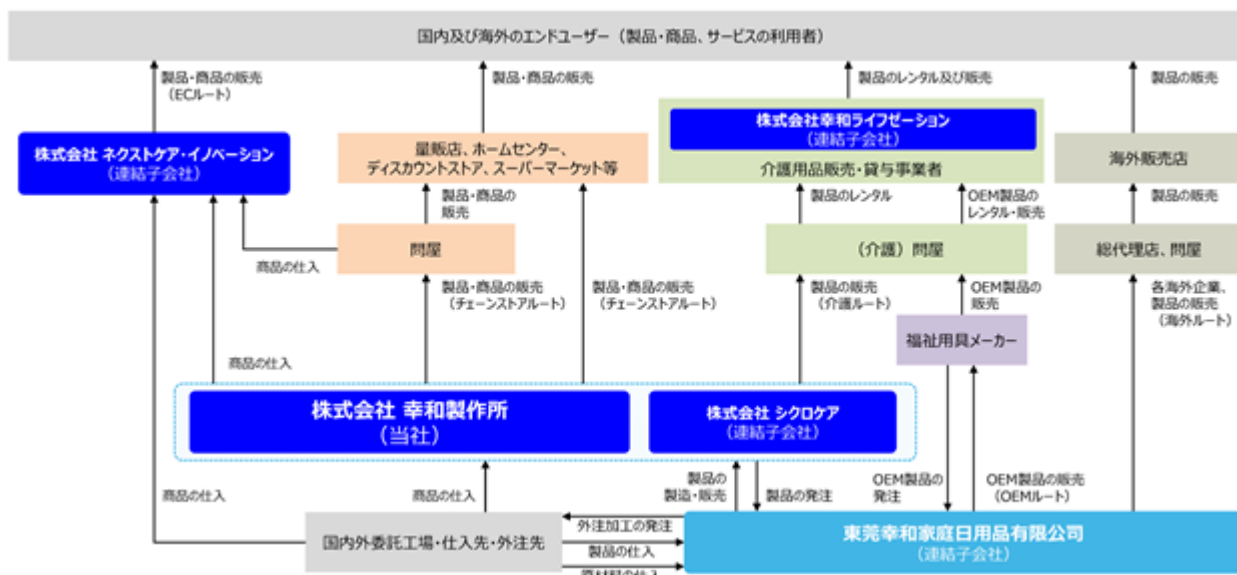 国内及び海外のエンドユーザー（製品・商品、サービスの利用者）
製品・商品の販売
（ECルート）
製品・商品の販売
製品のレンタル及び販売
製品の販売
株式会社 ネクストケア・イノベーション
（連結子会社）
量販店、ホームセンター、
ディスカウントストア、スーパーマーケット等
株式会社幸和ライフゼーション
（連結子会社）
介護用品販売・貸与事業者
海外販売店
製品・商品の
販売
製品のレンタル
OEM製品の
レンタル・販売
製品の販売
問屋
（介護）問屋
総代理店、問屋
商品の仕入
製品・商品の販売
（チェーンストアルート）
製品・商品の販売
（チェーンストアルート）
製品の販売
（介護ルート）
OEM製品の
販売
各海外企業、
製品の販売
（海外ルート）
福祉用具メーカー
商品の仕入
株式会社 幸和製作所
（当社）
株式会社 シクロケア
（連結子会社）
商品の仕入
商品の仕入
製品の
製造・販売
製品の発注
OEM製品の
発注
OEM製品の販売
（OEMルート）
国内外委託工場・仕入先・外注先
外注加工の発注
製品の仕入
東莞幸和家庭日用品有限公司
（連結子会社）